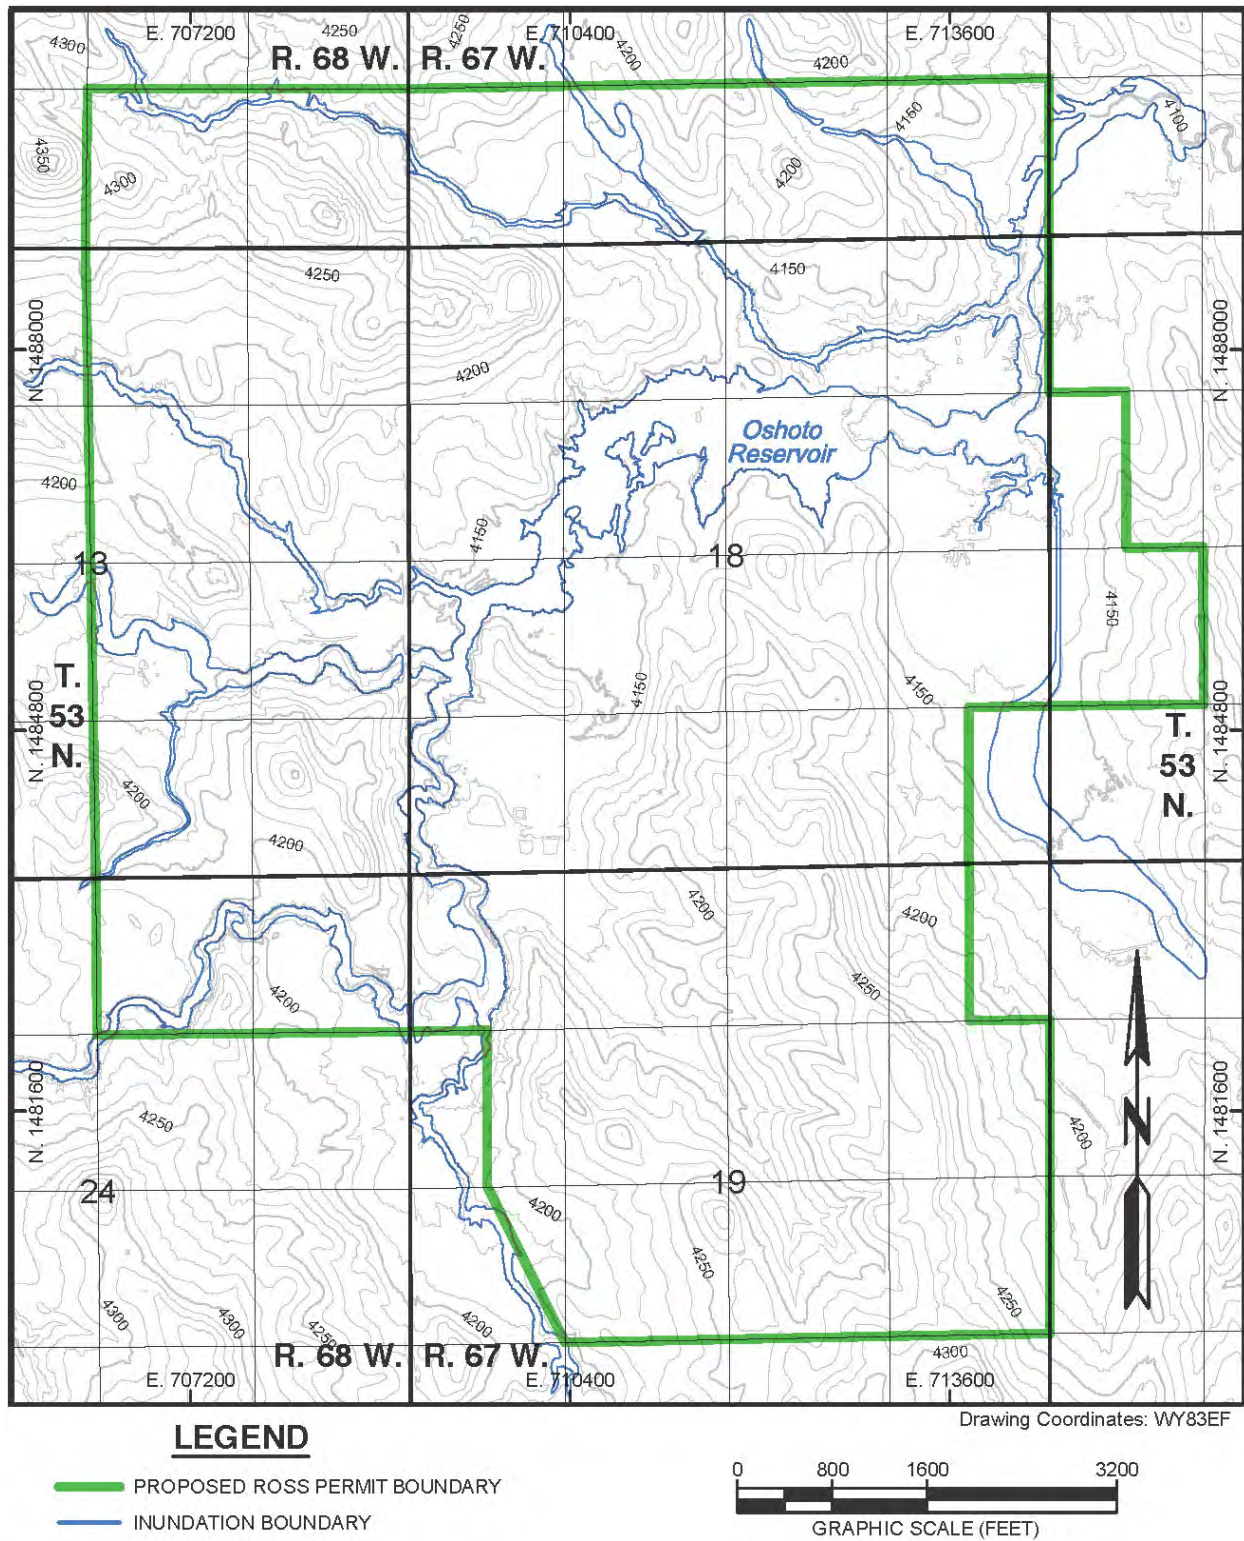 E. 707200
4250
4250
E. 710400
E. 713600
4300
R. 68 W.
R. 67 W.
4200
4200
4150
4100
4350
4300
4200
4250
4150
N. 1488000
N. 1488000
4200
Oshoto
Reservoir
4200
4150
13
18
4150
T.
53
N.
N. 1484800
4150
4150
T.
53
N.
N. 1484800
4200
4200
4200
4200
4200
4250
N. 1481600
N. 1481600
4250
4200
24
19
4200
4250
4300
4300
4250
4200
4250
R. 68 W.
R. 67 W.
4300
E. 707200
E. 710400
E. 713600
N
Drawing Coordinates: WY83EF
LEGEND
PROPOSED ROSS PERMIT BOUNDARY
INUNDATION BOUNDARY
0
800
1600
3200
GRAPHIC SCALE (FEET)